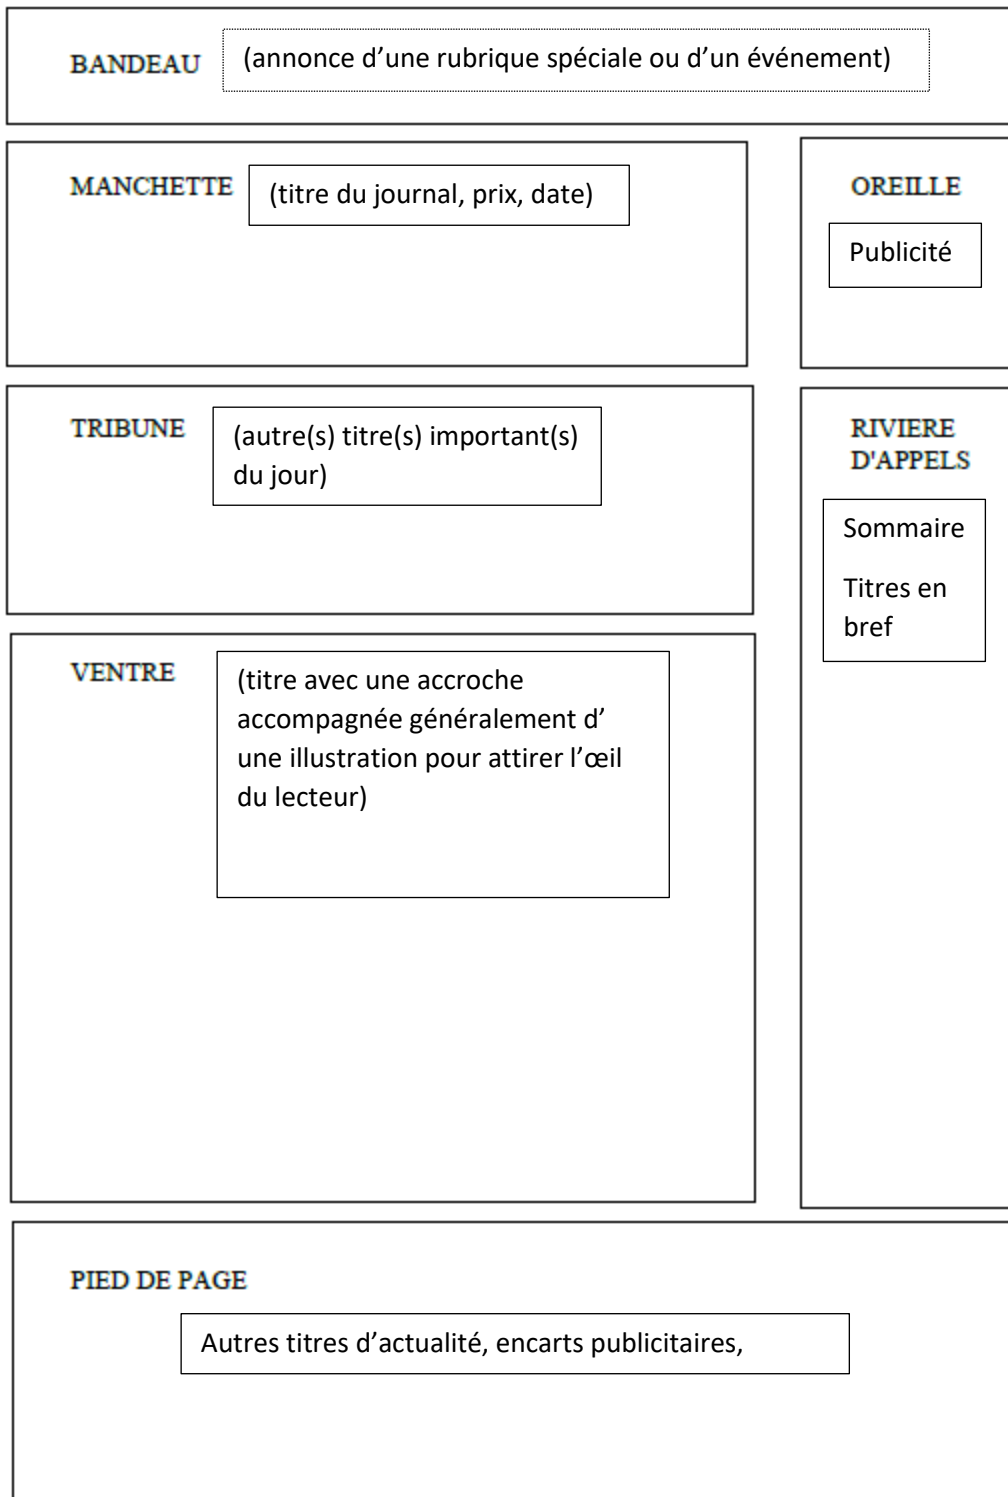 BANDEAU
(annonce d’une rubrique spéciale ou d’un événement)
MANCHETTE
(titre du journal, prix, date)
OREILLE
Publicité
TRIBUNE
(autre(s) titre(s) important(s)
du jour)
RIVIERE
D'APPELS
Sommaire
Titres en
bref
VENTRE
(titre avec une accroche
accompagnée généralement d’
une illustration pour attirer l’œil
du lecteur)
PIED DE PAGE
Autres titres d’actualité, encarts publicitaires,